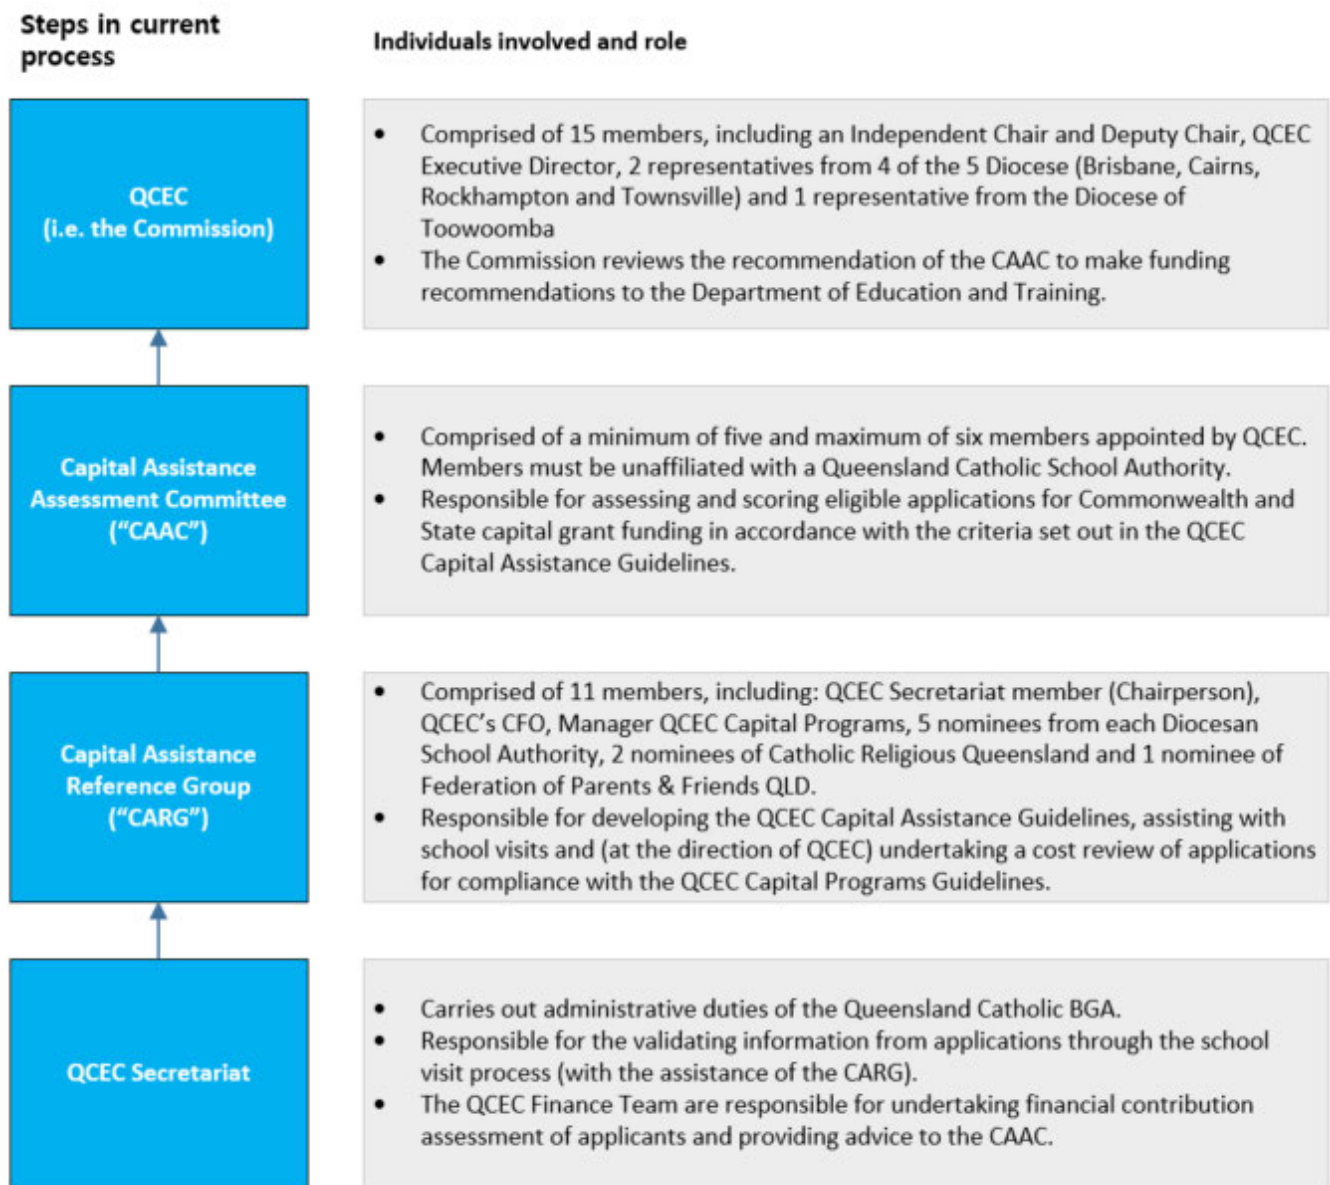 Steps in current
process
Individuals involved and role
QCEC
(i.e. the Commission)
• Comprised of 15 members, including an Independent Chair and Deputy Chair, QCEC
Executive Director, 2 representatives from 4 of the 5 Diocese (Brisbane, Cairns,
Rockhampton and Townsville) and 1 representative from the Diocese of
Toowoomba
• The Commission reviews the recommendation of the CAAC to make funding
recommendations to the Department of Education and Training.
Capital Assistance
Assessment Committee
(“CAAC”)
• Comprised of a minimum of five and maximum of six members appointed by QCEC.
Members must be unaffiliated with a Queensland Catholic School Authority.
• Responsible for assessing and scoring eligible applications for Commonwealth and
State capital grant funding in accordance with the criteria set out in the QCEC
Capital Assistance Guidelines.
Capital Assistance
Reference Group
(“CARG”)
• Comprised of 11 members, including: QCEC Secretariat member (Chairperson),
QCEC’s CFO, Manager QCEC Capital Programs, 5 nominees from each Diocesan
School Authority, 2 nominees of Catholic Religious Queensland and 1 nominee of
Federation of Parents & Friends QLD.
• Responsible for developing the QCEC Capital Assistance Guidelines, assisting with
school visits and (at the direction of QCEC) undertaking a cost review of applications
for compliance with the QCEC Capital Programs Guidelines.
QCEC Secretariat
• Carries out administrative duties of the Queensland Catholic BGA.
• Responsible for the validating information from applications through the school
visit process (with the assistance of the CARG).
• The QCEC Finance Team are responsible for undertaking financial contribution
assessment of applicants and providing advice to the CAAC.